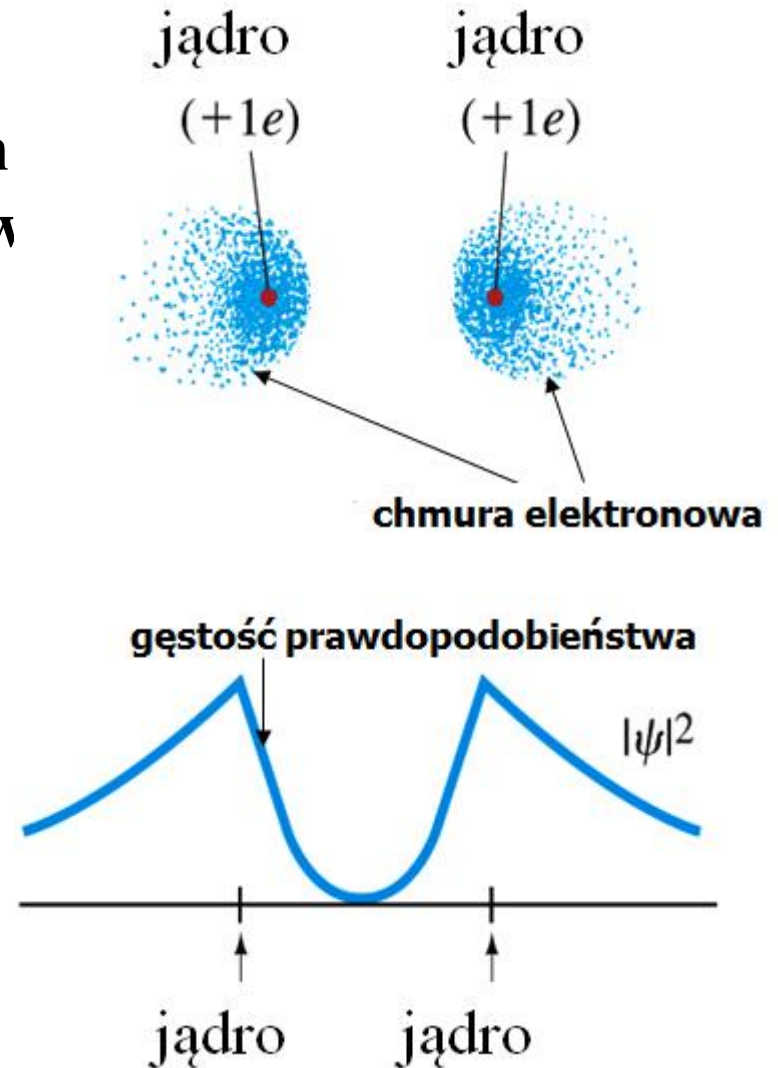 jądro jądro
(+1e) (+1e)
chmura elektronowa
gęstość prawdopodobieństwa
|ψ|²
jądro jądro